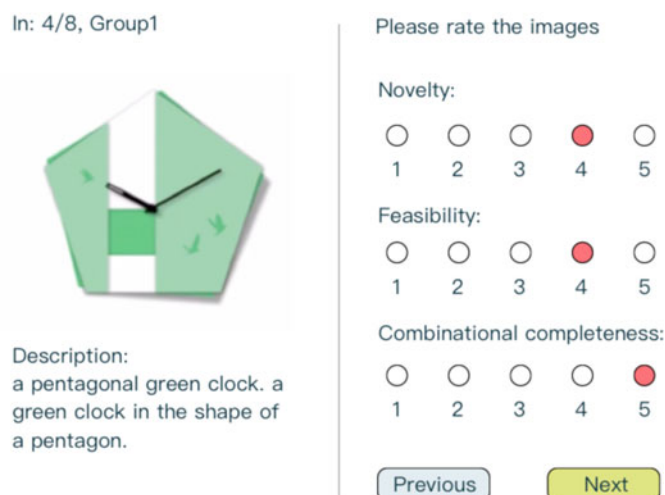 In: 4/8, Group1
Description:
a pentagonal green clock. a
green clock in the shape of
a pentagon.
Please rate the images
Novelty:
1 2 3 4 5
Feasibility:
1 2 3 4 5
Combinational completeness:
1 2 3 4 5
Previous Next